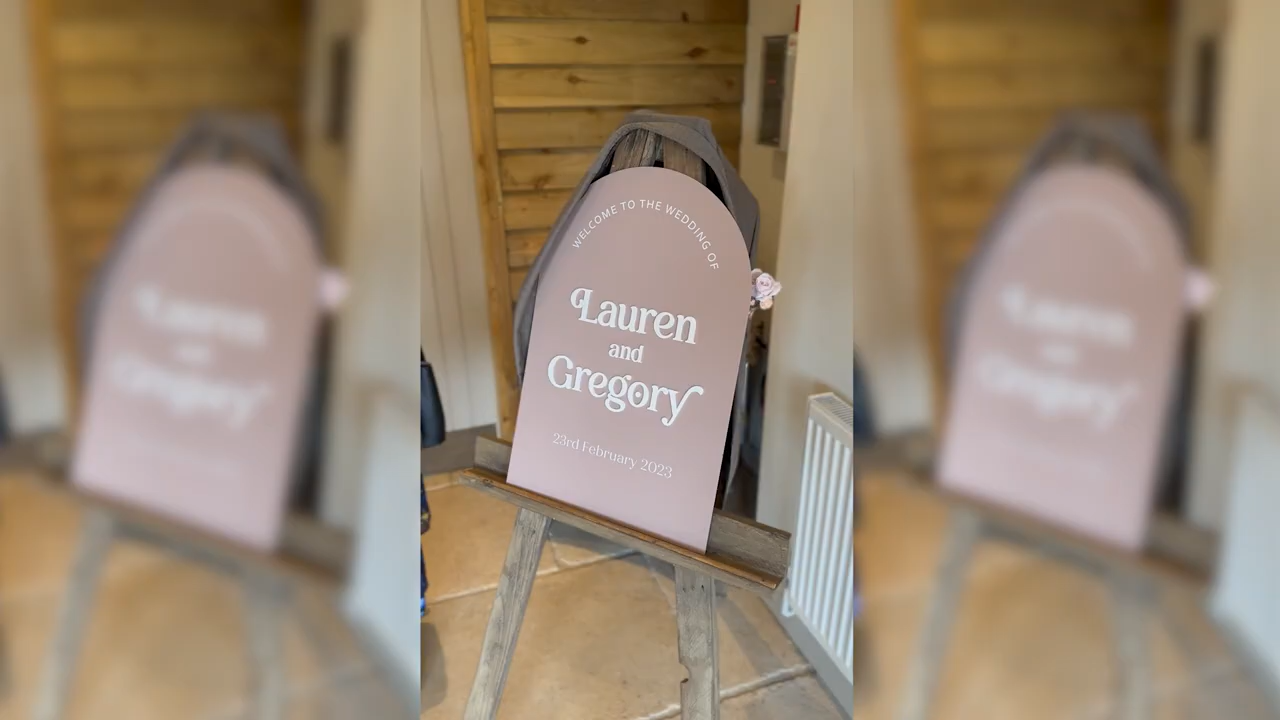 WELCOME TO THE WEDDING OF
Lauren
and
Gregory
23rd February 2023